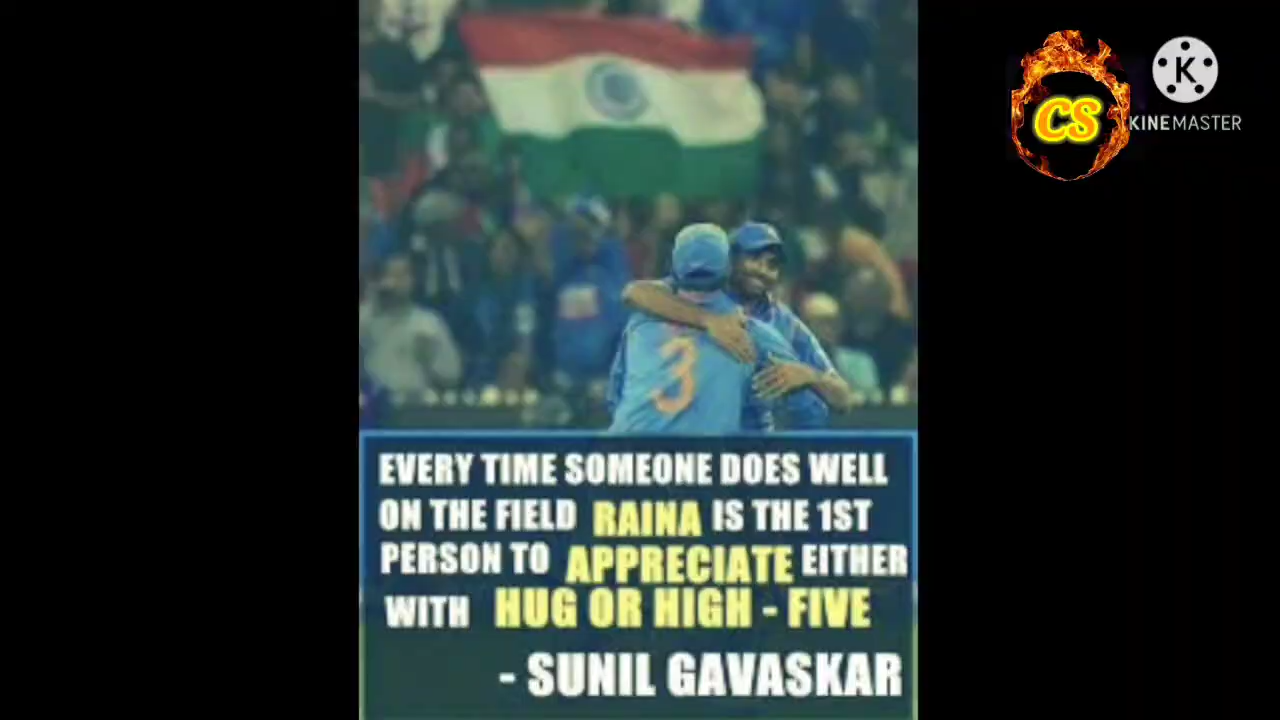 CS
K
KINEMASTER
3
EVERY TIME SOMEONE DOES WELL
ON THE FIELD RAINA IS THE 1ST
PERSON TO APPRECIATE EITHER
WITH HUG OR HIGH - FIVE
- SUNIL GAVASKAR